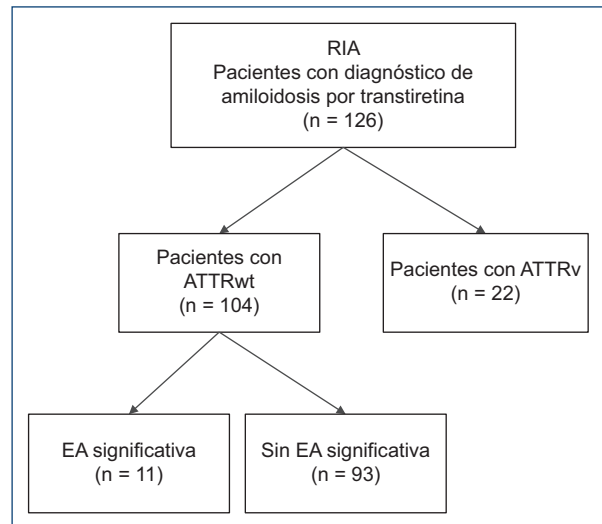 RIA
Pacientes con diagnóstico de
amiloidosis por transtiretina
(n = 126)
Pacientes con
ATTRwt
(n = 104)
Pacientes con ATTRv
(n = 22)
EA significativa
(n = 11)
Sin EA significativa
(n = 93)